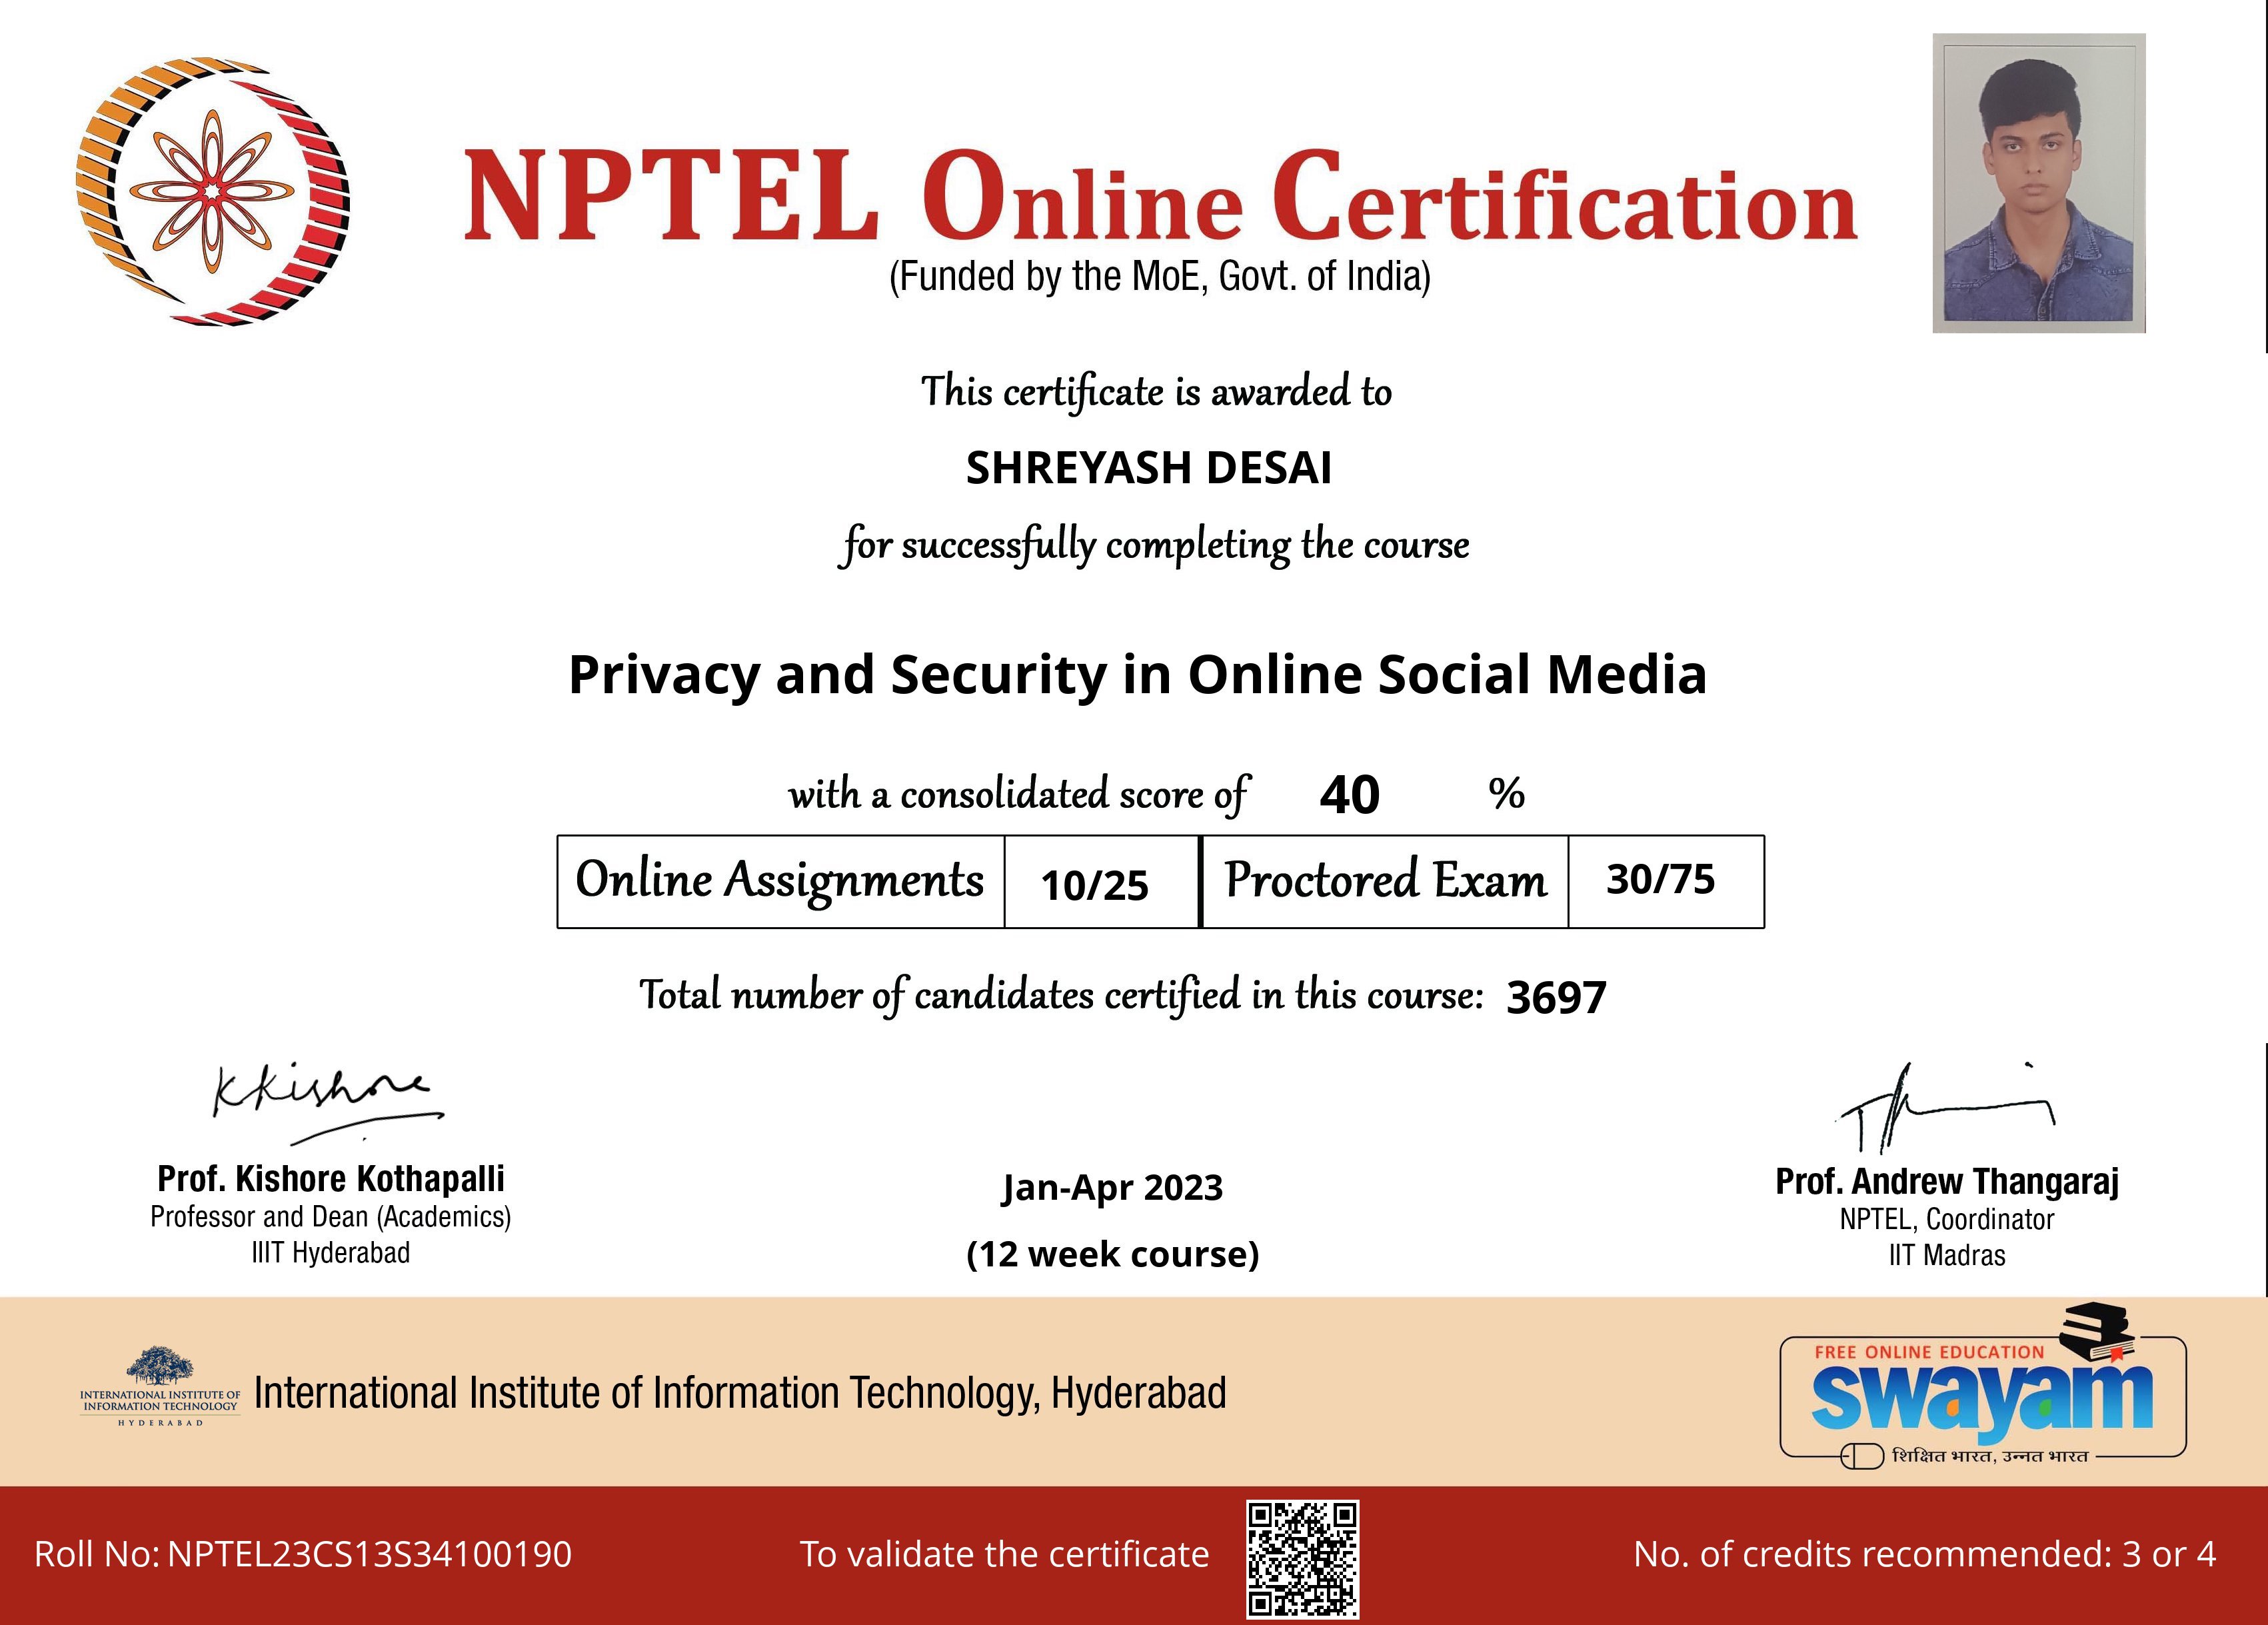 NPTEL Online Certification
(Funded by the MoE, Govt. of India)
This certificate is awarded to
SHREYASH DESAI
for successfully completing the course
Privacy and Security in Online Social Media
with a consolidated score of 40 %
Online Assignments 10/25 Proctored Exam 30/75
Total number of candidates certified in this course: 3697
KKishore
Prof. Kishore Kothapalli
Professor and Dean (Academics)
IIIT Hyderabad
Jan-Apr 2023
(12 week course)
Prof. Andrew Thangaraj
NPTEL, Coordinator
IIT Madras
INTERNATIONAL INSTITUTE OF
INFORMATION TECHNOLOGY
HYDERABAD
International Institute of Information Technology, Hyderabad
FREE ONLINE EDUCATION
swayam
शिक्षित भारत, उन्नत भारत
Roll No: NPTEL23CS13S34100190
To validate the certificate
No. of credits recommended: 3 or 4